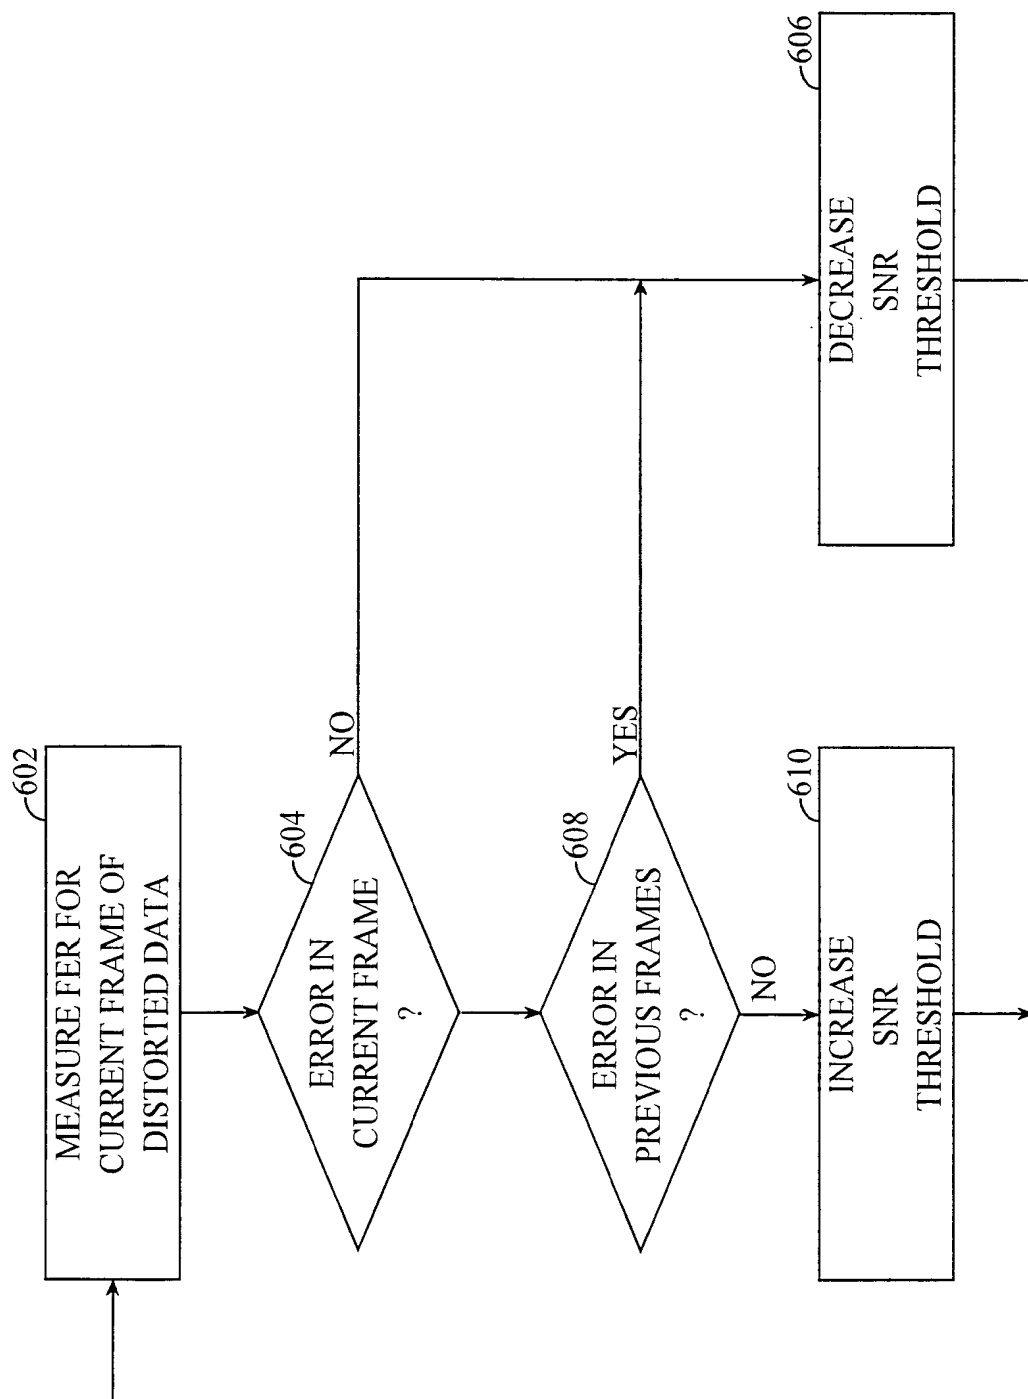 602
MEASURE FER FOR
CURRENT FRAME OF
DISTORTED DATA
604
ERROR IN
CURRENT FRAME
?
NO
608
ERROR IN
PREVIOUS FRAMES
?
YES
NO
610
INCREASE
SNR
THRESHOLD
606
DECREASE
SNR
THRESHOLD